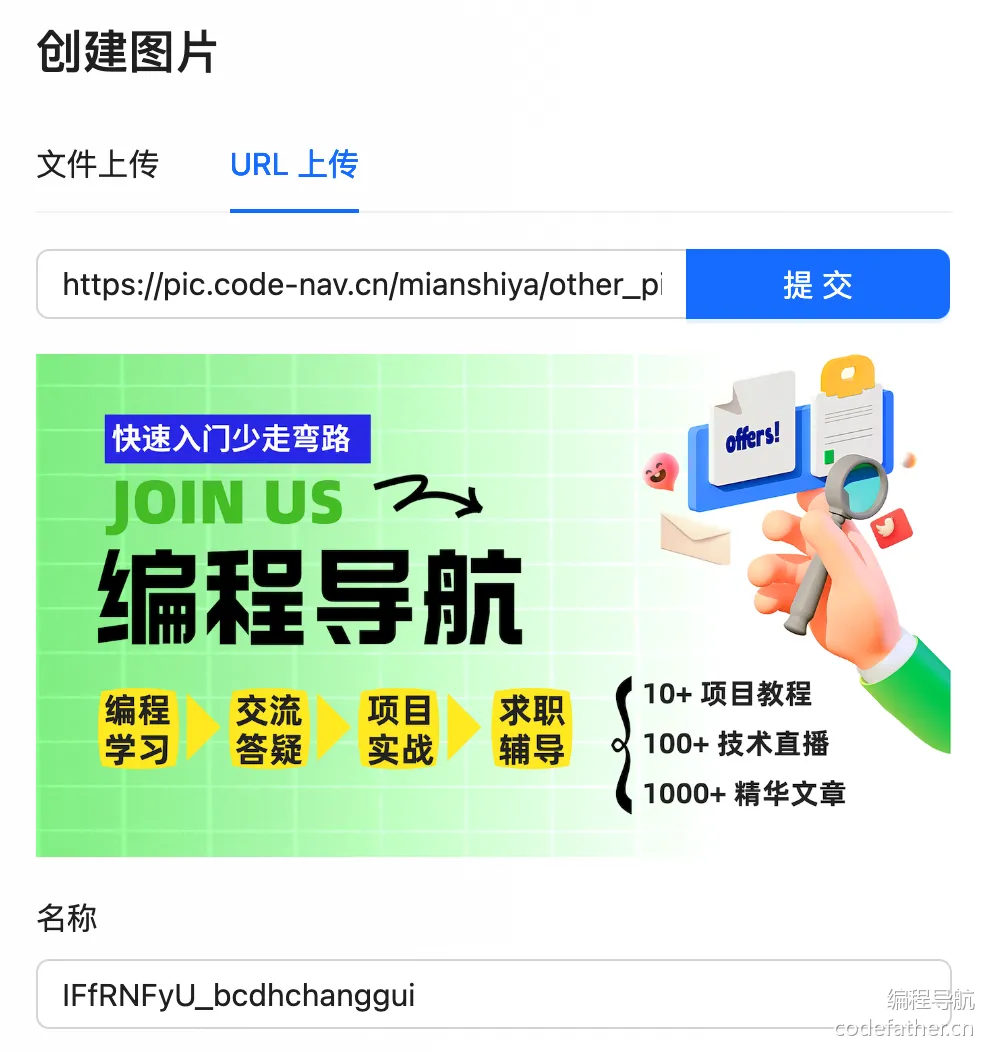 创建图片
文件上传
URL 上传
https://pic.code-nav.cn/mianshiya/other_pi
提交
快速入门少走弯路
JOIN US
编程导航
offers!
编程学习
交流答疑
项目实战
求职辅导
10+ 项目教程
100+ 技术直播
1000+ 精华文章
名称
IFfRNFyU_bcdhchanggui
编程导航
codefather.cn